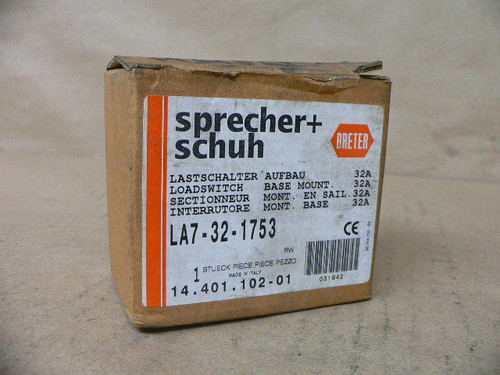 sprecher+
schuh
BRETER
LASTSCHALTER AUFBAU 32A
LOADSWITCH BASE MOUNT. 32A
SECTIONNEUR MONT. EN SAIL. 32A
INTERRUTORE MONT. BASE 32A
LA7-32-1753
CE
RW
1 STUECK PIECE PIECE PEZZO
MADE IN ITALY
14.401.102-01
031942